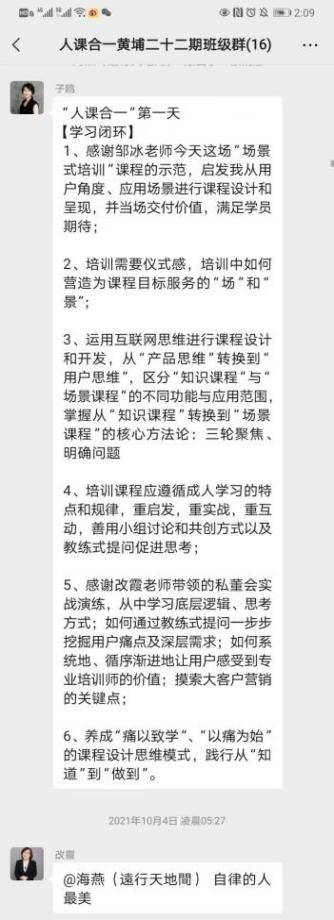 2:09
人课合一黄埔二十二期班级群(16)
子鸥
“人课合一”第一天
【学习闭环】
1、感谢邹冰老师今天这场“场景
式培训”课程的示范，启发我从用
户角度、应用场景进行课程设计和
呈现，并当场交付价值，满足学员
期待；
2、培训需要仪式感，培训中如何
营造为课程目标服务的“场”和“
景”；
3、运用互联网思维进行课程设计
和开发，从“产品思维”转换到“
用户思维”，区分“知识课程”与“
场景课程”的不同功能与应用范围，
掌握从“知识课程”转换到“场景
课程”的核心方法论：三轮聚焦、
明确问题
4、培训课程应遵循成人学习的特
点和规律，重启发，重实战，重互
动，善用小组讨论和共创方式以及
教练式提问促进思考；
5、感谢改霞老师带领的私董会实
战演练，从中学习底层逻辑、思考
方式；如何通过教练式提问一步步
挖掘用户痛点及深层需求；如何系
统地、循序渐进地让用户感受到专
业培训师的价值；摸索大客户营销
的关键点；
6、养成“痛以致学”、“以痛为始”
的课程设计思维模式，践行从“知
道”到“做到”。
2021年10月4日 凌晨05:27
改霞
@海燕（遠行天地間） 自律的人
最美